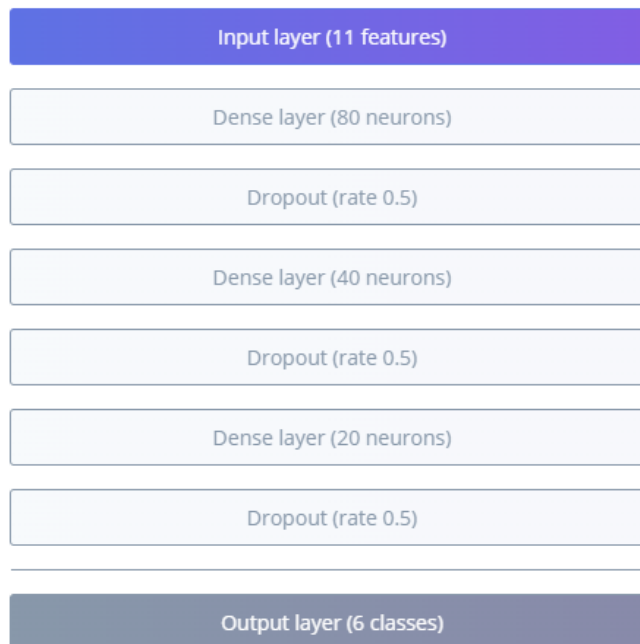 Input layer (11 features)
Dense layer (80 neurons)
Dropout (rate 0.5)
Dense layer (40 neurons)
Dropout (rate 0.5)
Dense layer (20 neurons)
Dropout (rate 0.5)
Output layer (6 classes)